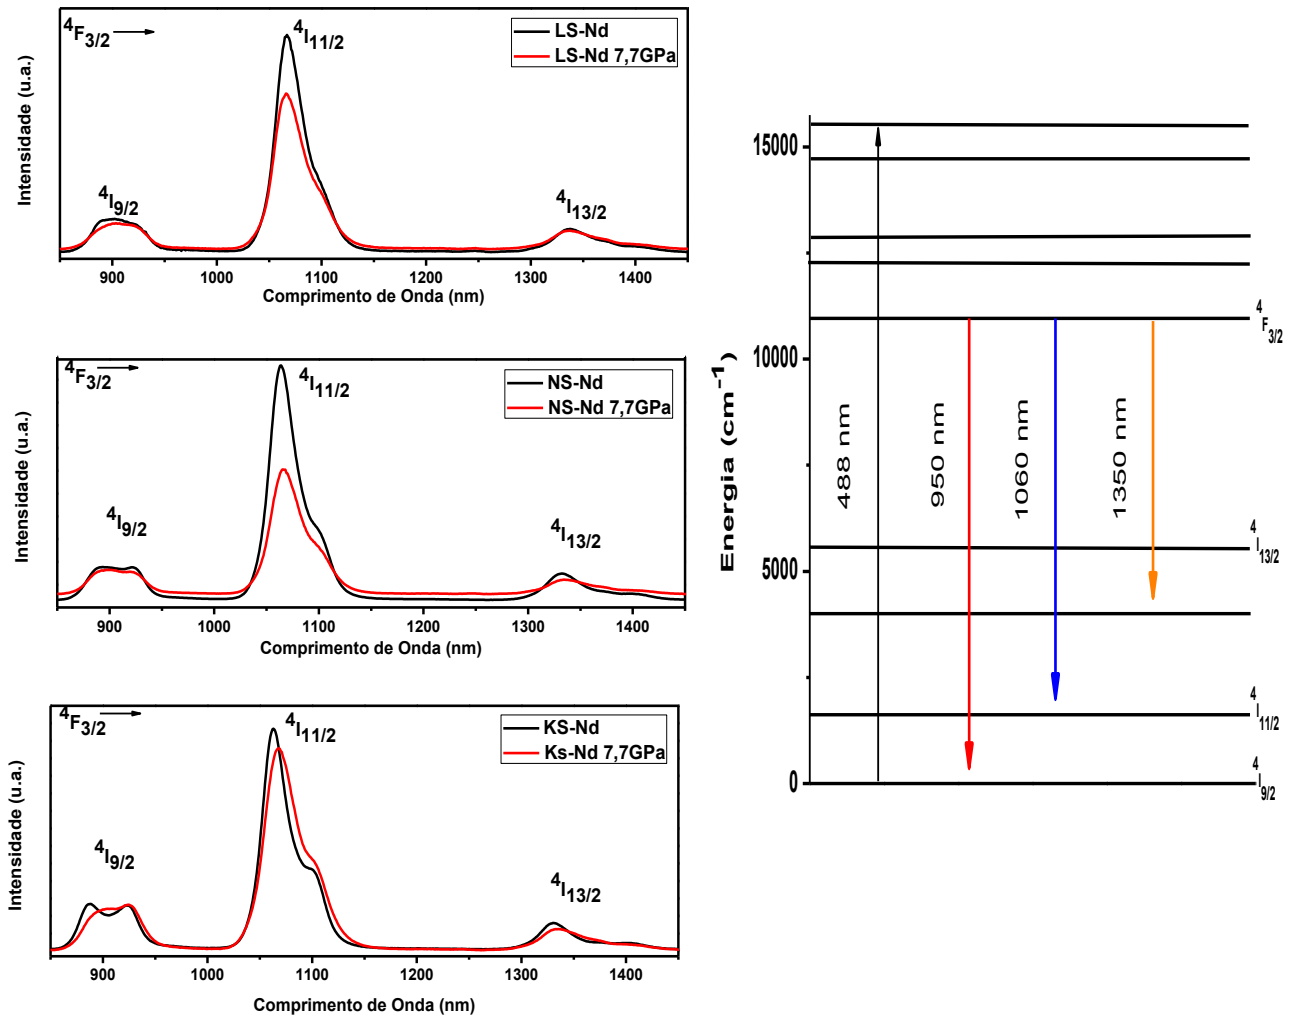 4F3/2
4I11/2
LS-Nd
LS-Nd 7,7GPa
4I9/2
4I13/2
Intensidade (u.a.)
900 1000 1100 1200 1300 1400
Comprimento de Onda (nm)
4F3/2
4I11/2
NS-Nd
NS-Nd 7,7GPa
4I9/2
4I13/2
Intensidade (u.a.)
900 1000 1100 1200 1300 1400
Comprimento de Onda (nm)
4F3/2
4I11/2
KS-Nd
Ks-Nd 7,7GPa
4I9/2
4I13/2
Intensidade (u.a.)
900 1000 1100 1200 1300 1400
Comprimento de Onda (nm)
Energia (cm-1)
15000
10000
5000
0
488 nm
950 nm
1060 nm
1350 nm
4F3/2
4I13/2
4I11/2
4I9/2